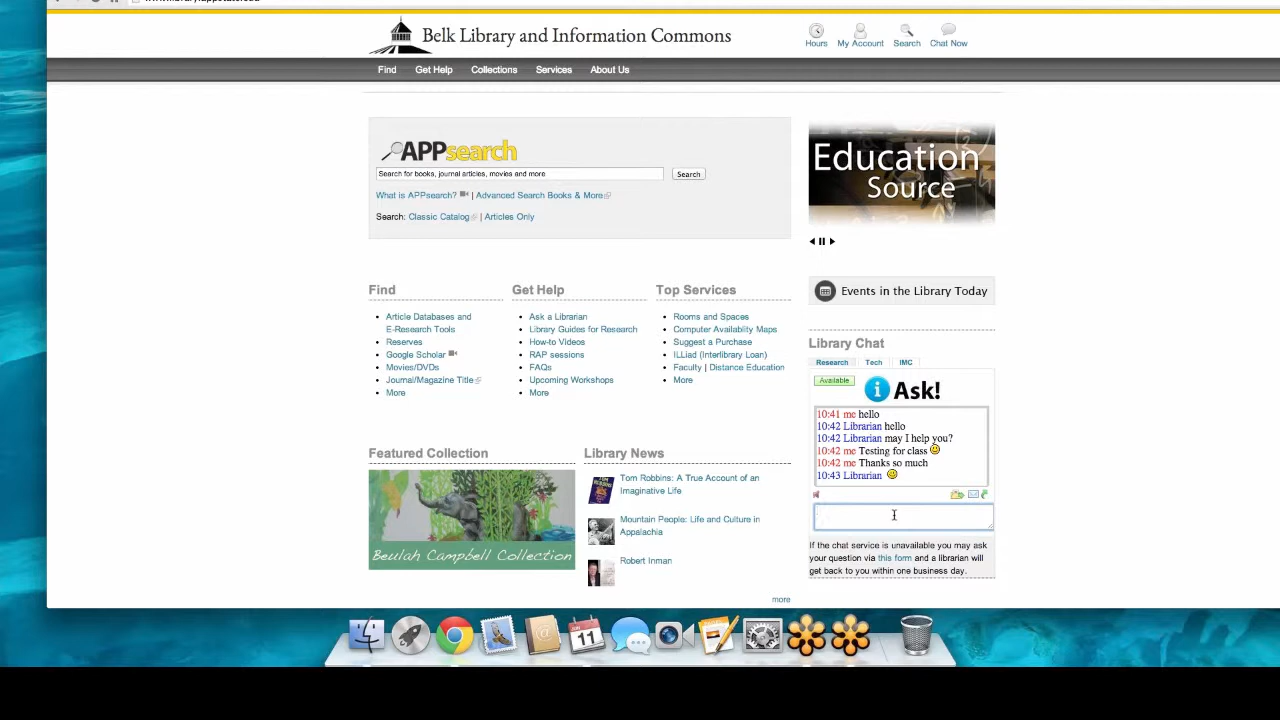 Belk Library and Information Commons
Hours
My Account
Search
Chat Now
Find
Get Help
Collections
Services
About Us
APPsearch
Search for books, journal articles, movies and more
Search
What is APPsearch? | Advanced Search Books & More
Search: Classic Catalog | Articles Only
Education
Source
Events in the Library Today
Find
Article Databases and
E-Research Tools
Reserves
Google Scholar
Movies/DVDs
Journal/Magazine Title
More
Get Help
Ask a Librarian
Library Guides for Research
How-to Videos
RAP sessions
FAQs
Upcoming Workshops
More
Top Services
Rooms and Spaces
Computer Availablity Maps
Suggest a Purchase
ILLiad (Interlibrary Loan)
Faculty | Distance Education
More
Library Chat
Research
Tech
IMC
Available
i Ask!
10:41 me hello
10:42 Librarian hello
10:42 Librarian may I help you?
10:42 me Testing for class
10:42 me Thanks so much
10:43 Librarian
If the chat service is unavailable you may ask
your question via this form and a librarian will
get back to you within one business day.
Featured Collection
Beulah Campbell Collection
Library News
Tom Robbins: A True Account of an
Imaginative Life
Mountain People: Life and Culture in
Appalachia
Robert Inman
more
11